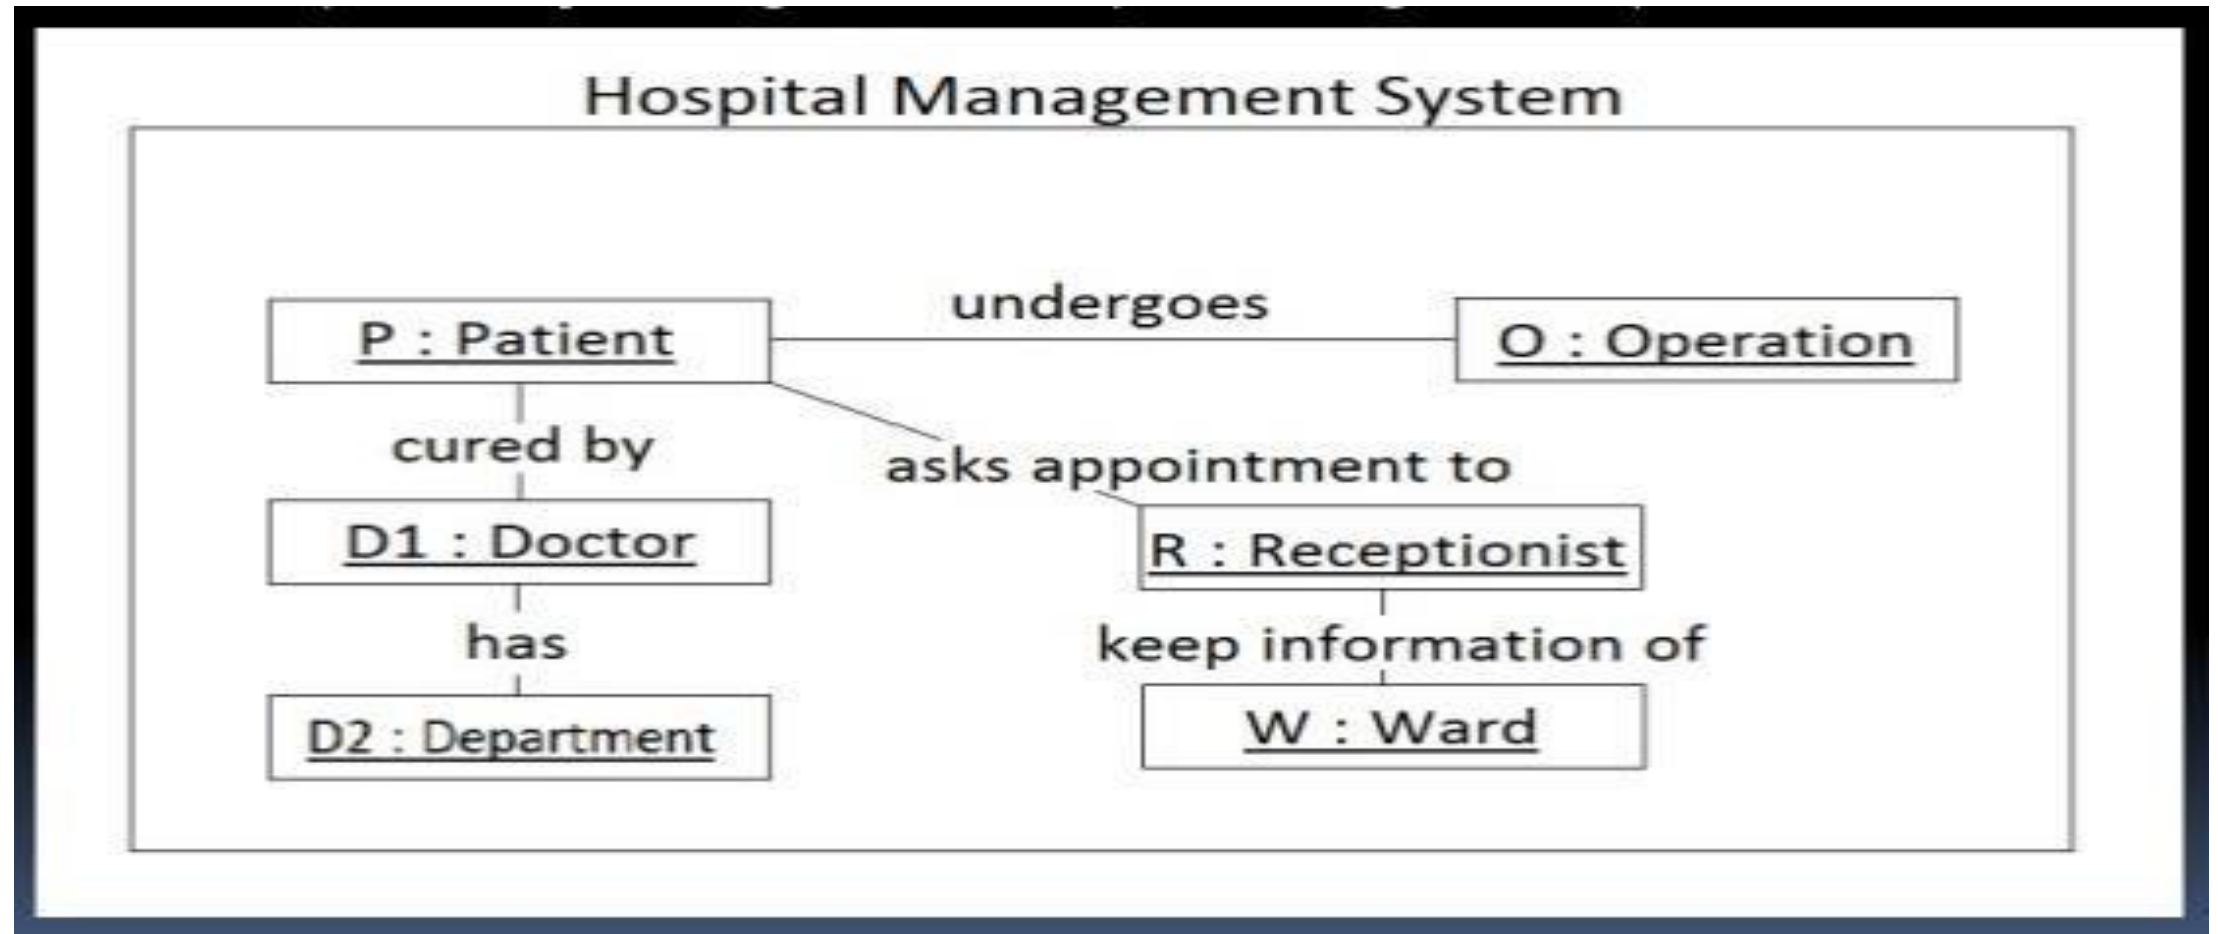 Hospital Management System
undergoes
P : Patient
O : Operation
cured by
asks appointment to
D1 : Doctor
R : Receptionist
has
keep information of
D2 : Department
W : Ward